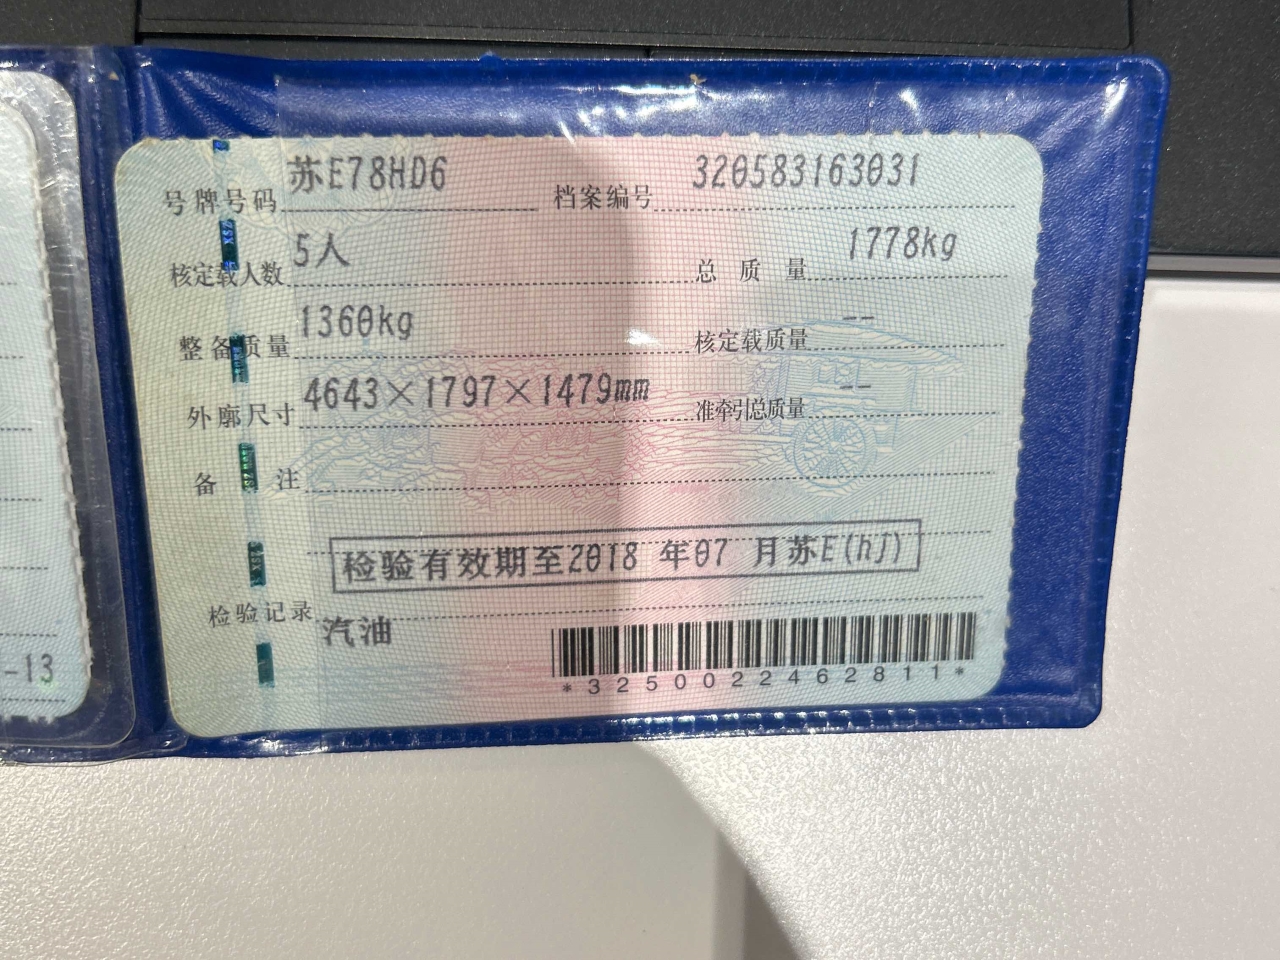 号牌号码 苏E78HD6 档案编号 320583163031
核定载人数 5人 总质量 1778kg
整备质量 1360kg 核定载质量 --
外廓尺寸 4643×1797×1479mm 准牵引总质量 --
备注
检验有效期至2018 年07 月苏E(hJ)
检验记录
汽油
*3250022462811*
-13